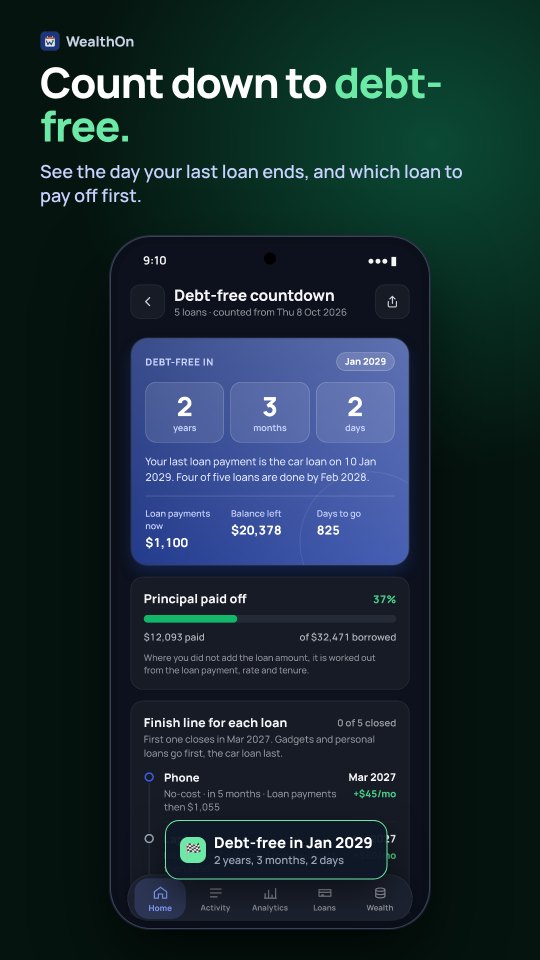 WealthOn
Count down to debt-
free.
See the day your last loan ends, and which loan to
pay off first.
9:10
Debt-free countdown
5 loans · counted from Thu 8 Oct 2026
DEBT-FREE IN
Jan 2029
2
years
3
months
2
days
Your last loan payment is the car loan on 10 Jan
2029. Four of five loans are done by Feb 2028.
Loan payments
now
$1,100
Balance left
$20,378
Days to go
825
Principal paid off
37%
$12,093 paid
of $32,471 borrowed
Where you did not add the loan amount, it is worked out
from the loan payment, rate and tenure.
Finish line for each loan
0 of 5 closed
First one closes in Mar 2027. Gadgets and personal
loans go first, the car loan last.
Phone
Mar 2027
No-cost · in 5 months · Loan payments
then $1,055
+$45/mo
Debt-free in Jan 2029
2 years, 3 months, 2 days
Home
Activity
Analytics
Loans
Wealth